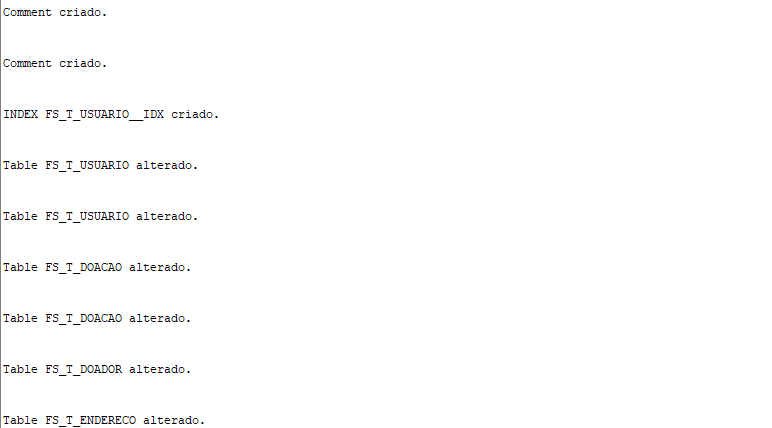 Comment criado.
Comment criado.
INDEX FS_T_USUARIO__IDX criado.
Table FS_T_USUARIO alterado.
Table FS_T_USUARIO alterado.
Table FS_T_DOACAO alterado.
Table FS_T_DOACAO alterado.
Table FS_T_DOADOR alterado.
Table FS_T_ENDERECO alterado.